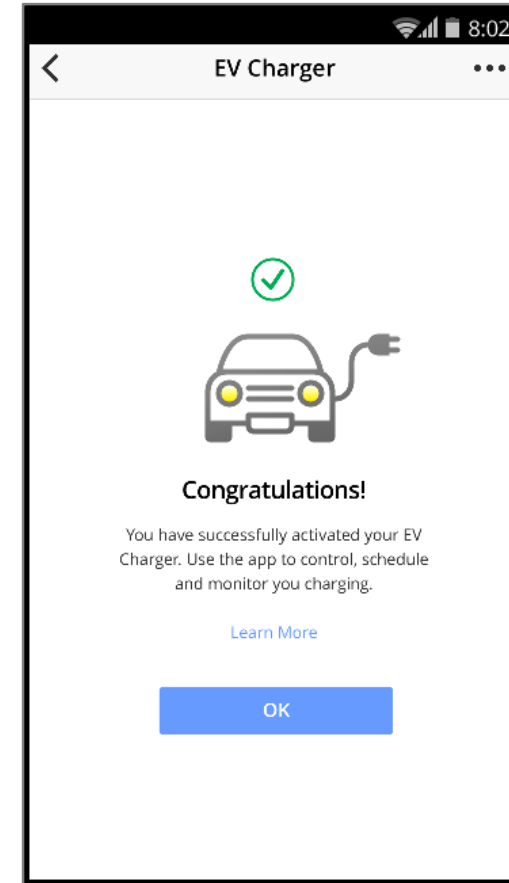 8:02
EV Charger
Congratulations!
You have successfully activated your EV
Charger. Use the app to control, schedule
and monitor you charging.
Learn More
OK